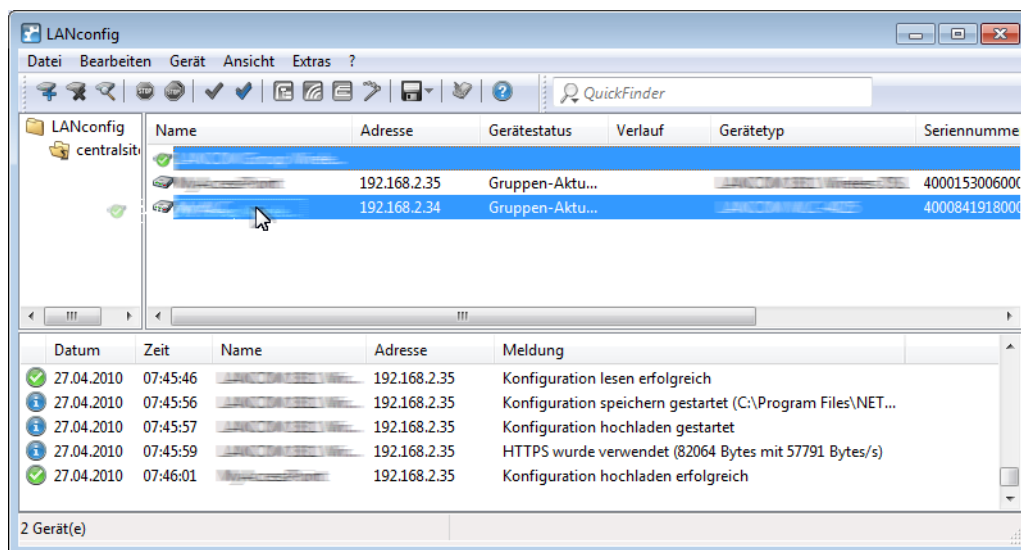 LANconfig
Datei Bearbeiten Gerät Ansicht Extras ?
QuickFinder
LANconfig
centralsit
Name Adresse Gerätestatus Verlauf Gerätetyp Seriennumme
192.168.2.35 Gruppen-Aktu... 4000153006000
192.168.2.34 Gruppen-Aktu... 4000841918000
Datum Zeit Name Adresse Meldung
27.04.2010 07:45:46 192.168.2.35 Konfiguration lesen erfolgreich
27.04.2010 07:45:56 192.168.2.35 Konfiguration speichern gestartet (C:\Program Files\NET...
27.04.2010 07:45:57 192.168.2.35 Konfiguration hochladen gestartet
27.04.2010 07:45:59 192.168.2.35 HTTPS wurde verwendet (82064 Bytes mit 57791 Bytes/s)
27.04.2010 07:46:01 192.168.2.35 Konfiguration hochladen erfolgreich
2 Gerät(e)